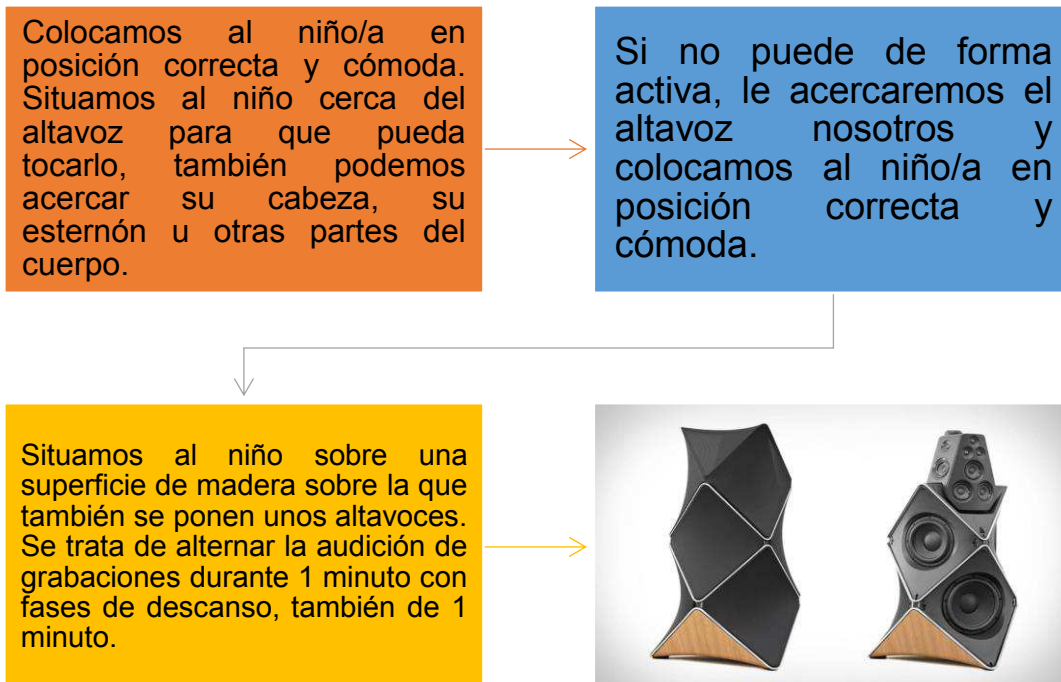 Colocamos al niño/a en
posición correcta y cómoda.
Situamos al niño cerca del
altavoz para que pueda
tocarlo, también podemos
acercar su cabeza, su
esternón u otras partes del
cuerpo.
Si no puede de forma
activa, le acercaremos el
altavoz nosotros y
colocamos al niño/a en
posición correcta y
cómoda.
Situamos al niño sobre una
superficie de madera sobre la que
también se ponen unos altavoces.
Se trata de alternar la audición de
grabaciones durante 1 minuto con
fases de descanso, también de 1
minuto.